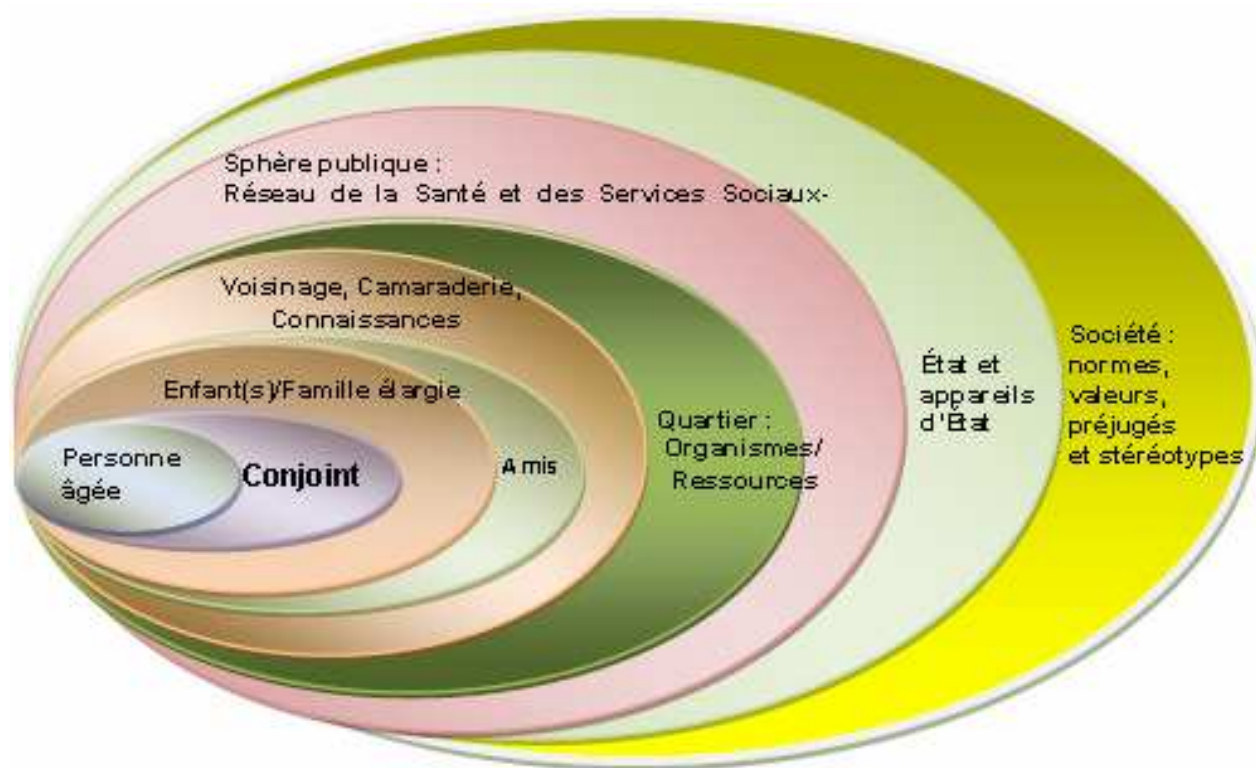 Sphère publique :
Réseau de la Santé et des Services Sociaux-
Voisinage, Camaraderie,
Connaissances
Enfant(s)/Famille élargie
Personne
âgée
Conjoint
Amis
Quartier :
Organismes/
Ressources
État et
appareils
d'État
Société :
normes,
valeurs,
préjugés
et stéréotypes